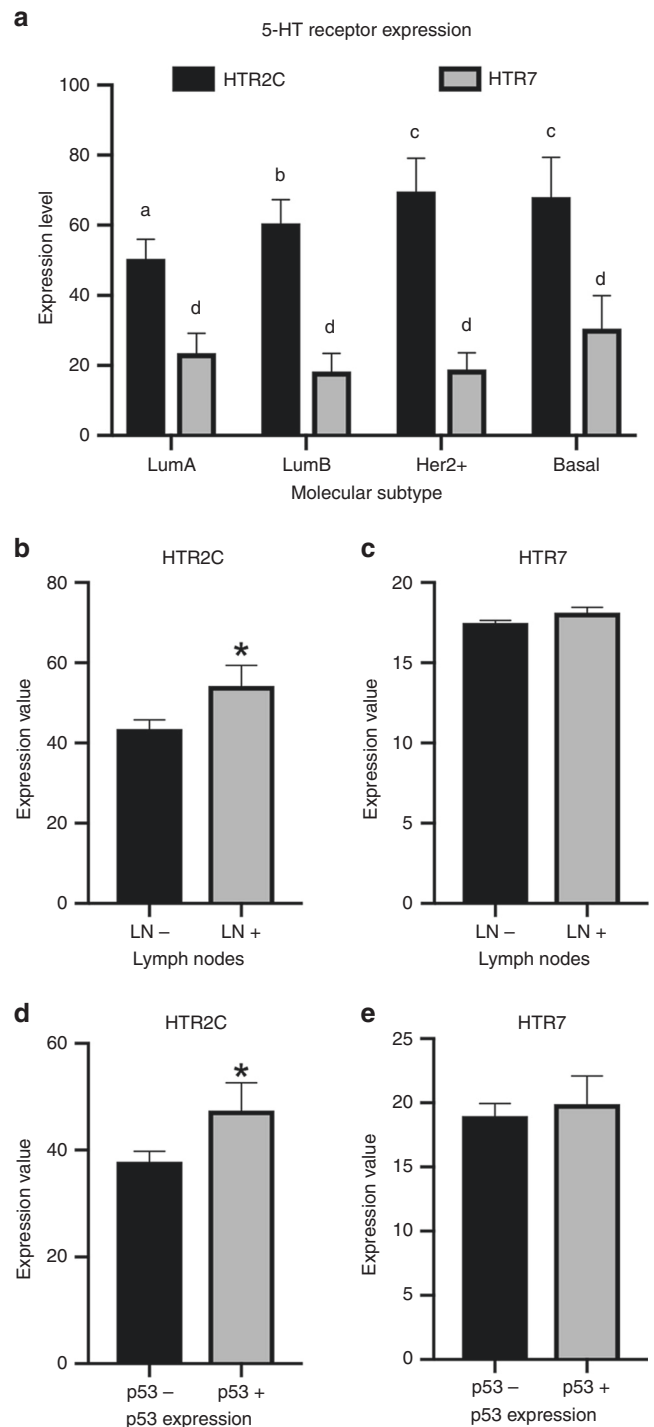 a
5-HT receptor expression
HTR2C
HTR7
Expression level
100
80
60
40
20
0
a
d
b
d
c
d
c
d
LumA LumB Her2+ Basal
Molecular subtype
b
HTR2C
Expression value
80
60
40
20
0
*
LN – LN +
Lymph nodes
c
HTR7
Expression value
20
15
10
5
0
LN – LN +
Lymph nodes
d
HTR2C
Expression value
60
40
20
0
*
p53 – p53 +
p53 expression
e
HTR7
Expression value
25
20
15
10
5
0
p53 – p53 +
p53 expression